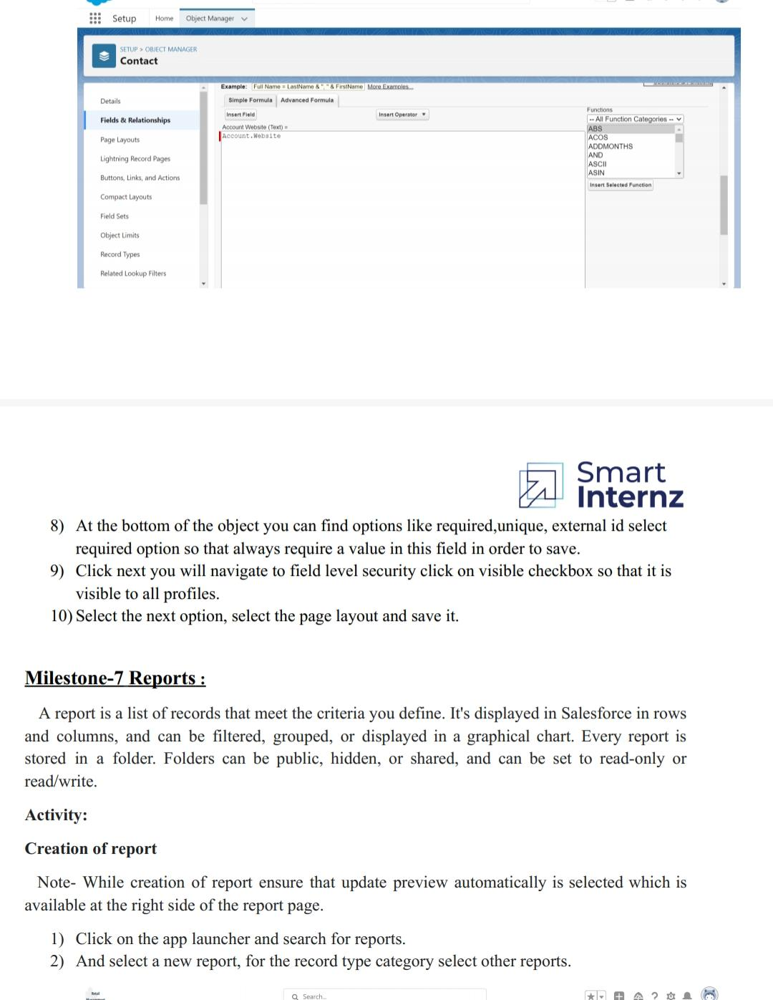 Setup Home Object Manager
SETUP > OBJECT MANAGER
Contact
Details
Fields & Relationships
Page Layouts
Lightning Record Pages
Buttons, Links, and Actions
Compact Layouts
Field Sets
Object Limits
Record Types
Related Lookup Filters
Example: Full Name = LastName & ", " & FirstName More Examples...
Simple Formula Advanced Formula
Insert Field Insert Operator
Account Website (Text) =
Account.Website
Functions
-- All Function Categories --
ABS
ACOS
ADDMONTHS
AND
ASCII
ASIN
Insert Selected Function
Smart
Internz
8) At the bottom of the object you can find options like required,unique, external id select
required option so that always require a value in this field in order to save.
9) Click next you will navigate to field level security click on visible checkbox so that it is
visible to all profiles.
10) Select the next option, select the page layout and save it.
Milestone-7 Reports :
A report is a list of records that meet the criteria you define. It's displayed in Salesforce in rows
and columns, and can be filtered, grouped, or displayed in a graphical chart. Every report is
stored in a folder. Folders can be public, hidden, or shared, and can be set to read-only or
read/write.
Activity:
Creation of report
Note- While creation of report ensure that update preview automatically is selected which is
available at the right side of the report page.
1) Click on the app launcher and search for reports.
2) And select a new report, for the record type category select other reports.
Retail
Search...